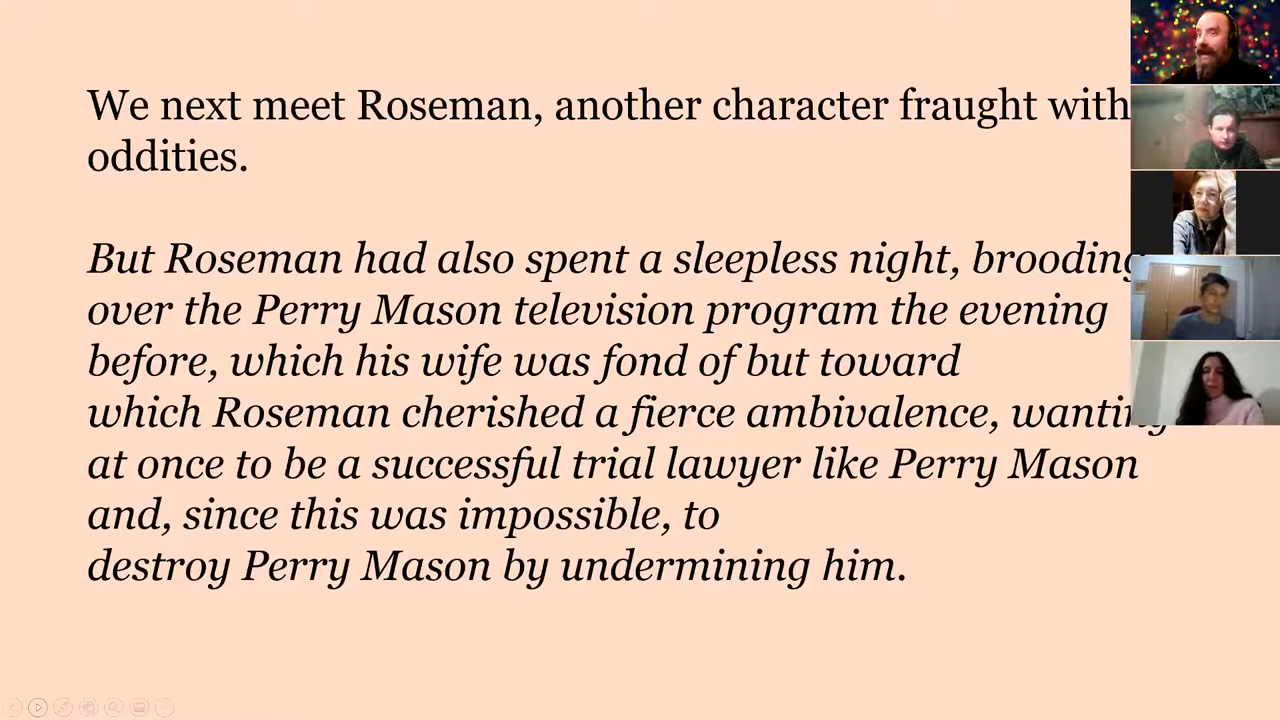 We next meet Roseman, another character fraught with
oddities.
But Roseman had also spent a sleepless night, brooding
over the Perry Mason television program the evening
before, which his wife was fond of but toward
which Roseman cherished a fierce ambivalence, wanting
at once to be a successful trial lawyer like Perry Mason
and, since this was impossible, to
destroy Perry Mason by undermining him.